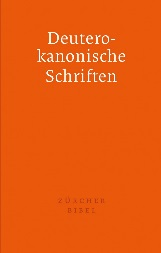 Deutero-
kanonische
Schriften
ZÜRCHER
BIBEL